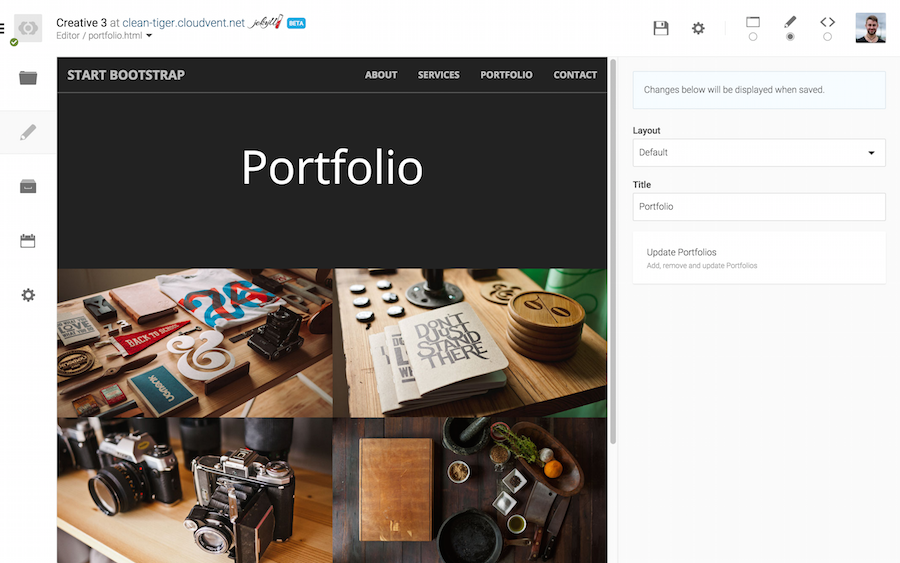 Creative 3 at clean-tiger.cloudvent.net jekyll BETA
Editor / portfolio.html
START BOOTSTRAP
ABOUT SERVICES PORTFOLIO CONTACT
Portfolio
BACK TO SCHOOL
LOVE
&
UGMONK
DON'T
JUST
STAND
THERE
Changes below will be displayed when saved.
Layout
Default
Title
Portfolio
Update Portfolios
Add, remove and update Portfolios